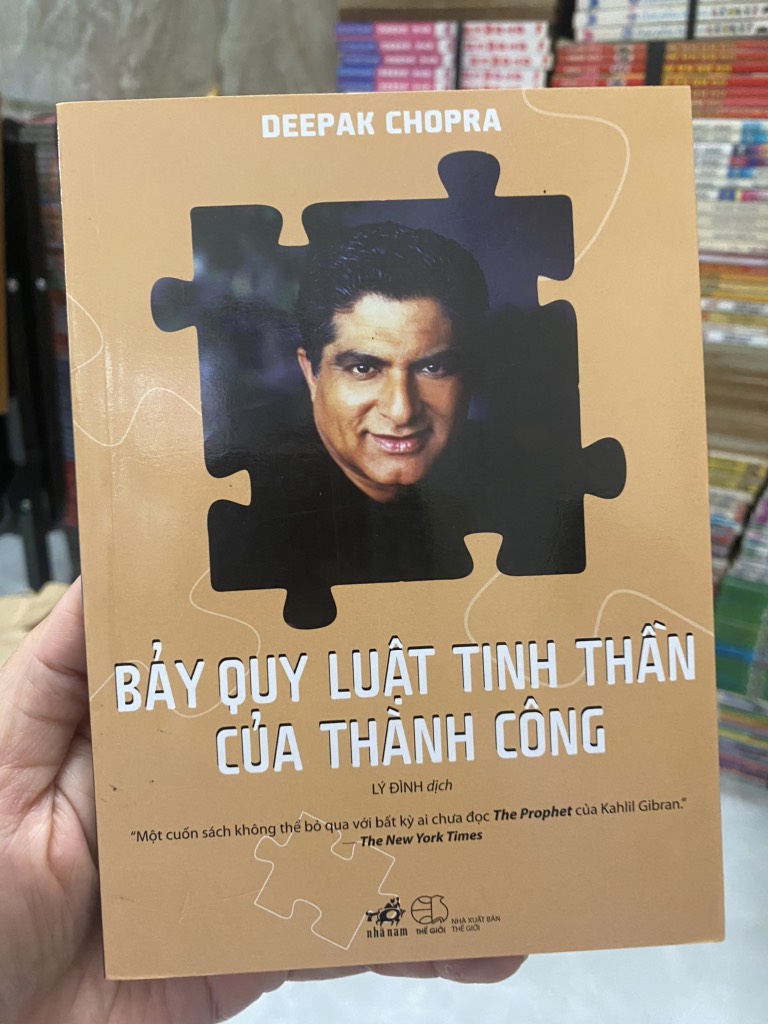 DEEPAK CHOPRA
BẢY QUY LUẬT TINH THẦN
CỦA THÀNH CÔNG
LÝ ĐÌNH dịch
“Một cuốn sách không thể bỏ qua với bất kỳ ai chưa đọc The Prophet của Kahlil Gibran.”
— The New York Times
nhã nam
THẾ GIỚI
NHÀ XUẤT BẢN
THẾ GIỚI